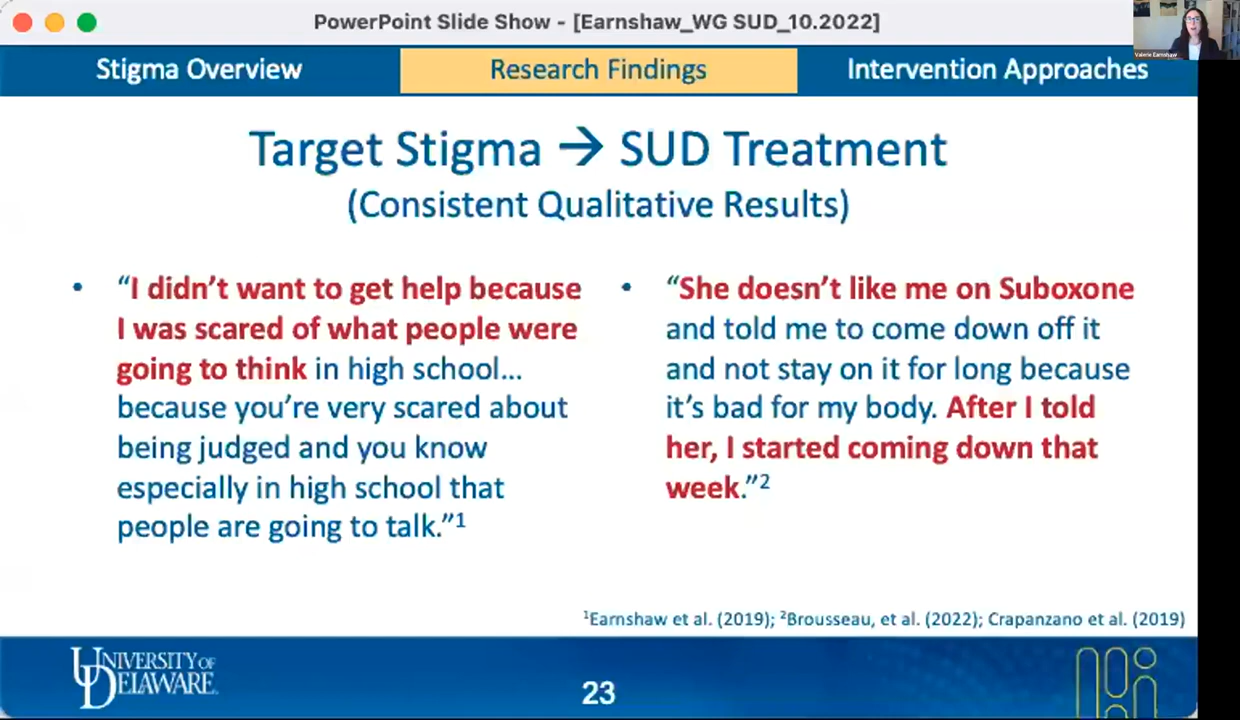 PowerPoint Slide Show - [Earnshaw_WG SUD_10.2022]
Valerie Earnshaw
Stigma Overview
Research Findings
Intervention Approaches
Target Stigma → SUD Treatment
(Consistent Qualitative Results)
• “I didn’t want to get help because
I was scared of what people were
going to think in high school…
because you’re very scared about
being judged and you know
especially in high school that
people are going to talk.”1
• “She doesn’t like me on Suboxone
and told me to come down off it
and not stay on it for long because
it’s bad for my body. After I told
her, I started coming down that
week.”2
1Earnshaw et al. (2019); 2Brousseau, et al. (2022); Crapanzano et al. (2019)
UNIVERSITY OF
DELAWARE.
23